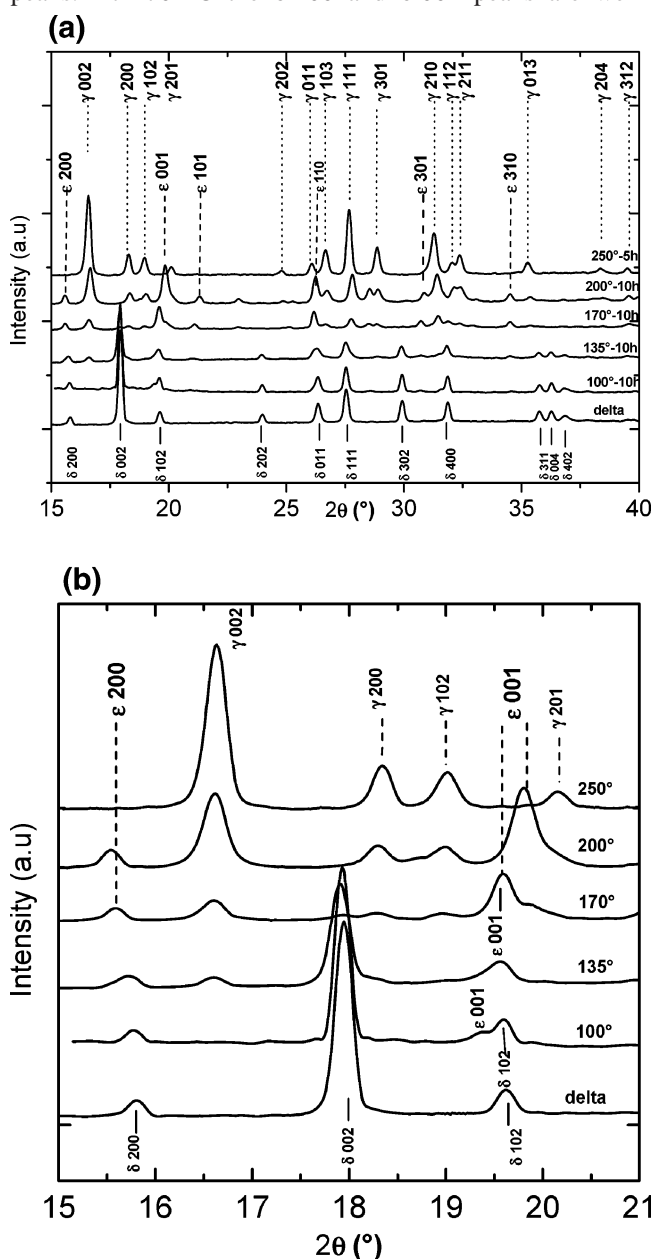 (a)
γ 002
γ 200
γ 102
γ 201
γ 202
γ 011
γ 103
γ 111
γ 301
γ 210
γ 112
γ 211
γ 013
γ 204
γ 312
ε 200
ε 001
ε 101
ε 110
ε 301
ε 310
250°-5h
200°-10h
170°-10h
135°-10h
100°-10h
delta
δ 200
δ 002
δ 102
δ 202
δ 011
δ 111
δ 302
δ 400
δ 311
δ 004
δ 402
Intensity (a.u)
15 20 25 30 35 40
2θ (°)
(b)
ε 200
γ 002
γ 200
γ 102
ε 001
γ 201
250°
200°
170°
ε 001
135°
ε 001
100°
δ 102
delta
δ 200
δ 002
δ 102
Intensity (a.u)
15 16 17 18 19 20 21
2θ (°)